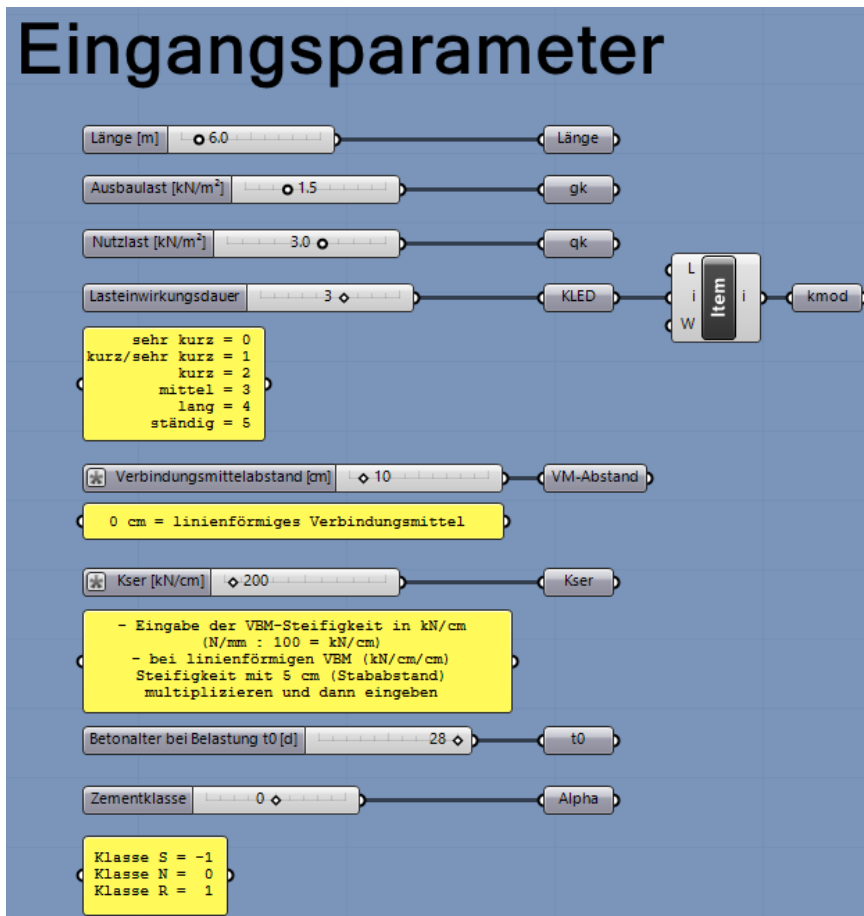 Eingangsparameter
Länge [m] 6.0 Länge
Ausbaulast [kN/m²] 1.5 gk
Nutzlast [kN/m²] 3.0 qk
Lasteinwirkungsdauer 3 KLED
L
i
W
Item
i
kmod
sehr kurz = 0
kurz/sehr kurz = 1
kurz = 2
mittel = 3
lang = 4
ständig = 5
Verbindungsmittelabstand [cm] 10 VM-Abstand
0 cm = linienförmiges Verbindungsmittel
Kser [kN/cm] 200 Kser
- Eingabe der VBM-Steifigkeit in kN/cm
(N/mm : 100 = kN/cm)
- bei linienförmigen VBM (kN/cm/cm)
Steifigkeit mit 5 cm (Stababstand)
multiplizieren und dann eingeben
Betonalter bei Belastung t0 [d] 28 t0
Zementklasse 0 Alpha
Klasse S = -1
Klasse N = 0
Klasse R = 1